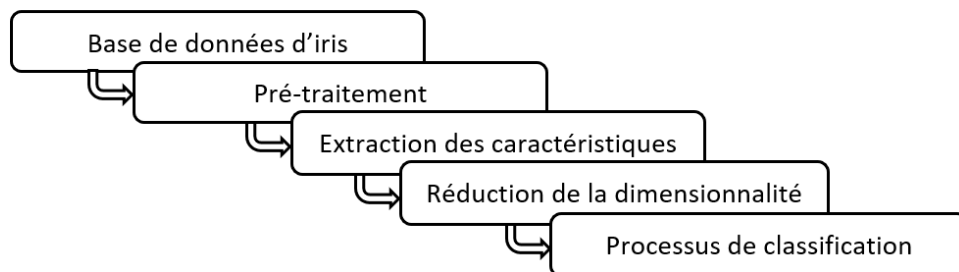 Base de données d’iris
Pré-traitement
Extraction des caractéristiques
Réduction de la dimensionnalité
Processus de classification